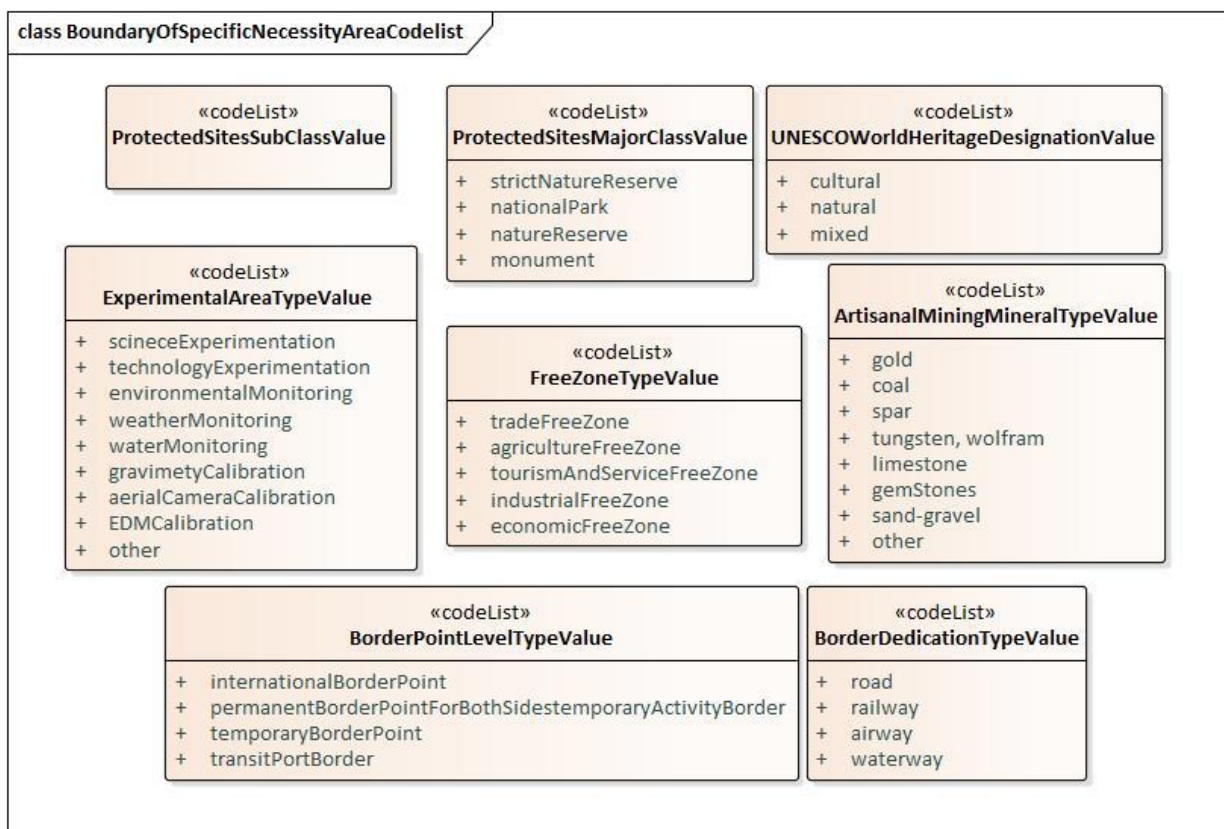 class BoundaryOfSpecificNecessityAreaCodelist
«codeList»
ProtectedSitesSubClassValue
«codeList»
ProtectedSitesMajorClassValue
+ strictNatureReserve
+ nationalPark
+ natureReserve
+ monument
«codeList»
UNESCOWorldHeritageDesignationValue
+ cultural
+ natural
+ mixed
«codeList»
ExperimentalAreaTypeValue
+ scineceExperimentation
+ technologyExperimentation
+ environmentalMonitoring
+ weatherMonitoring
+ waterMonitoring
+ gravimetyCalibration
+ aerialCameraCalibration
+ EDMCalibration
+ other
«codeList»
FreeZoneTypeValue
+ tradeFreeZone
+ agricultureFreeZone
+ tourismAndServiceFreeZone
+ industrialFreeZone
+ economicFreeZone
«codeList»
ArtisanalMiningMineralTypeValue
+ gold
+ coal
+ spar
+ tungsten, wolfram
+ limestone
+ gemStones
+ sand-gravel
+ other
«codeList»
BorderPointLevelTypeValue
+ internationalBorderPoint
+ permanentBorderPointForBothSidestemporaryActivityBorder
+ temporaryBorderPoint
+ transitPortBorder
«codeList»
BorderDedicationTypeValue
+ road
+ railway
+ airway
+ waterway